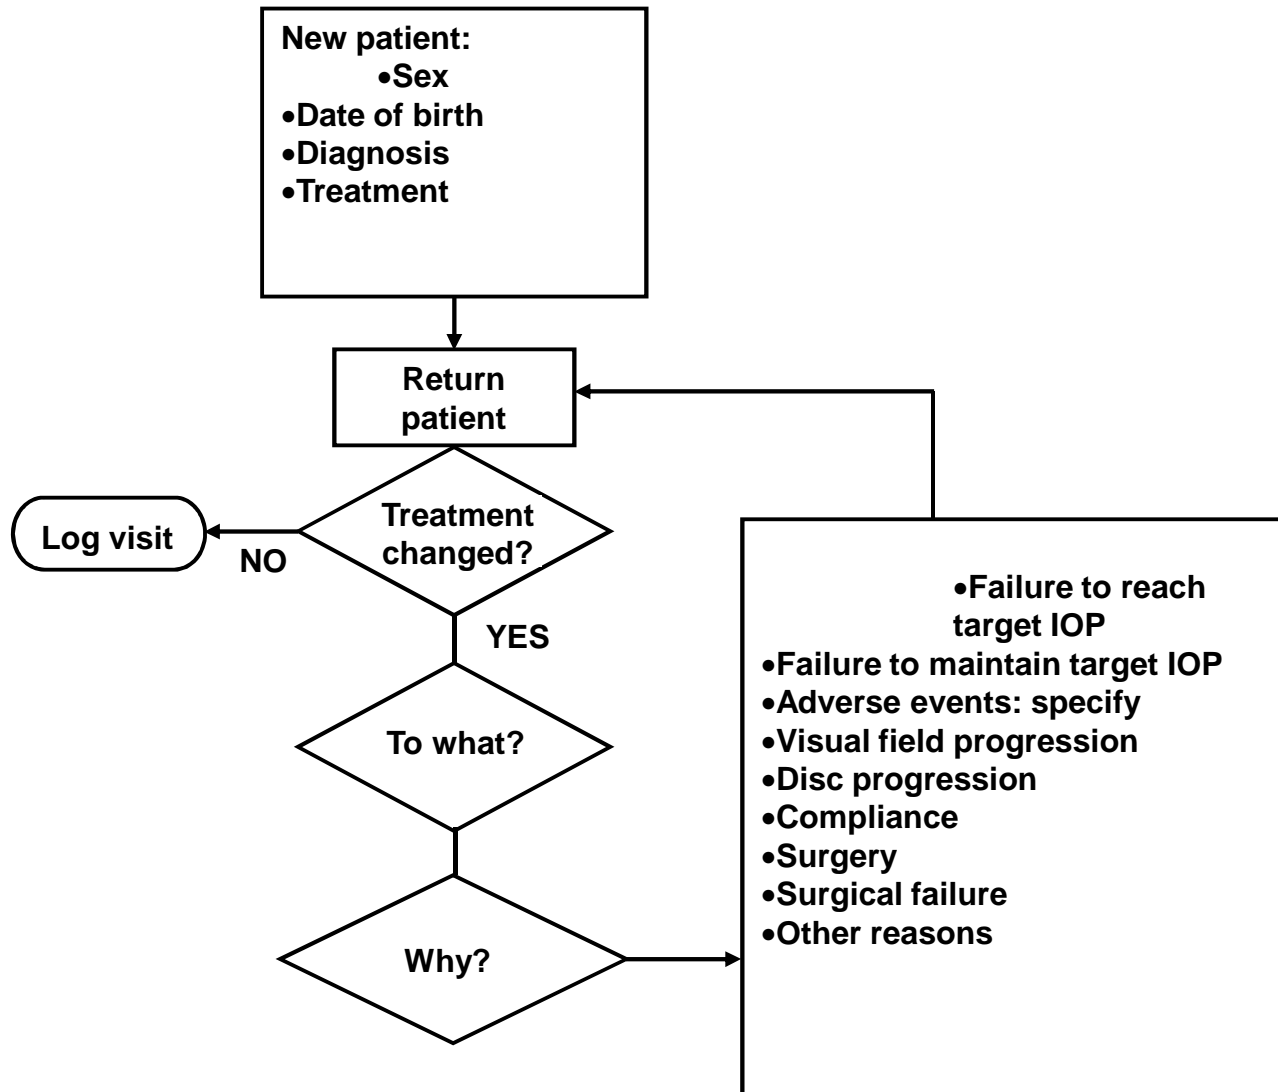 New patient:
•Sex
•Date of birth
•Diagnosis
•Treatment
Return
patient
Treatment
changed?
Log visit
NO
YES
To what?
Why?
•Failure to reach
target IOP
•Failure to maintain target IOP
•Adverse events: specify
•Visual field progression
•Disc progression
•Compliance
•Surgery
•Surgical failure
•Other reasons